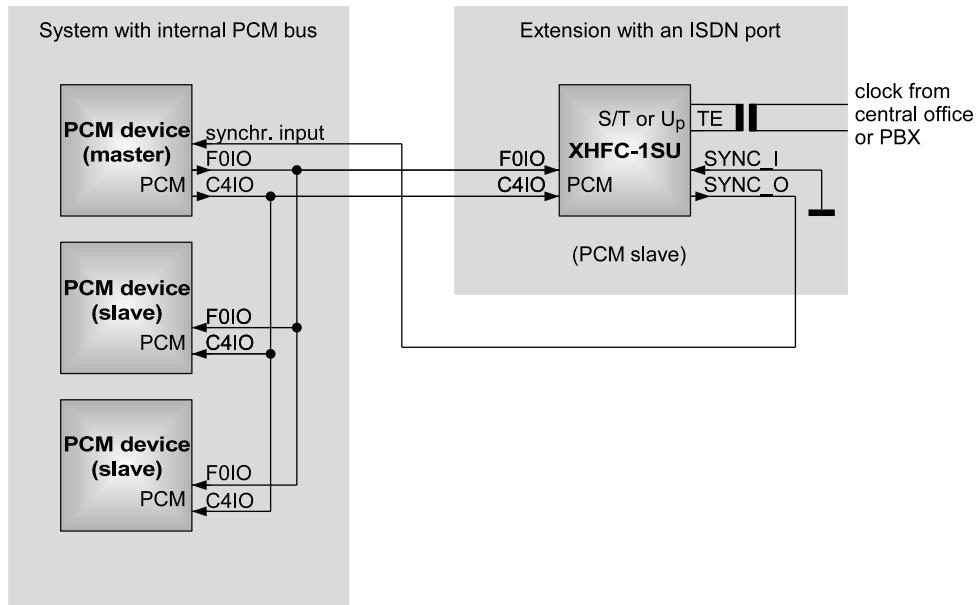 System with internal PCM bus
PCM device
(master)
synchr. input
F0IO
PCM
C4IO
PCM device
(slave)
F0IO
PCM
C4IO
PCM device
(slave)
F0IO
PCM
C4IO
Extension with an ISDN port
S/T or Up
TE
XHFC-1SU
F0IO
C4IO
PCM
SYNC_I
SYNC_O
(PCM slave)
clock from
central office
or PBX